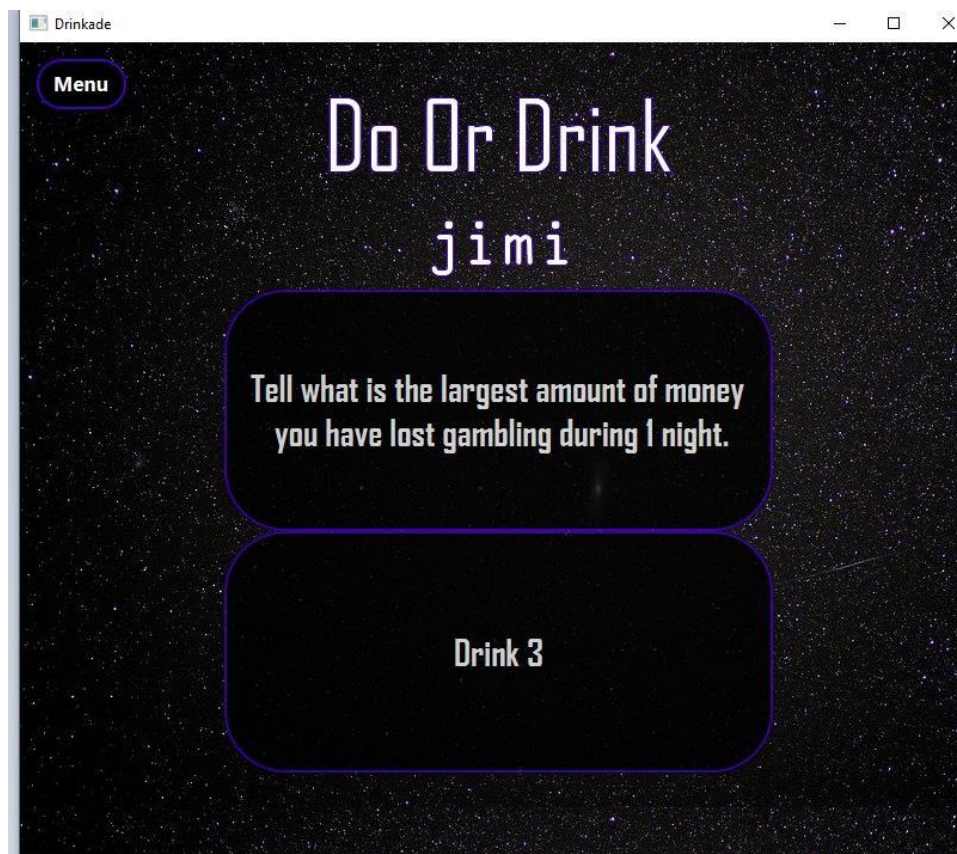 Drinkade
Menu
Do Or Drink
jimi
Tell what is the largest amount of money
you have lost gambling during 1 night.
Drink 3